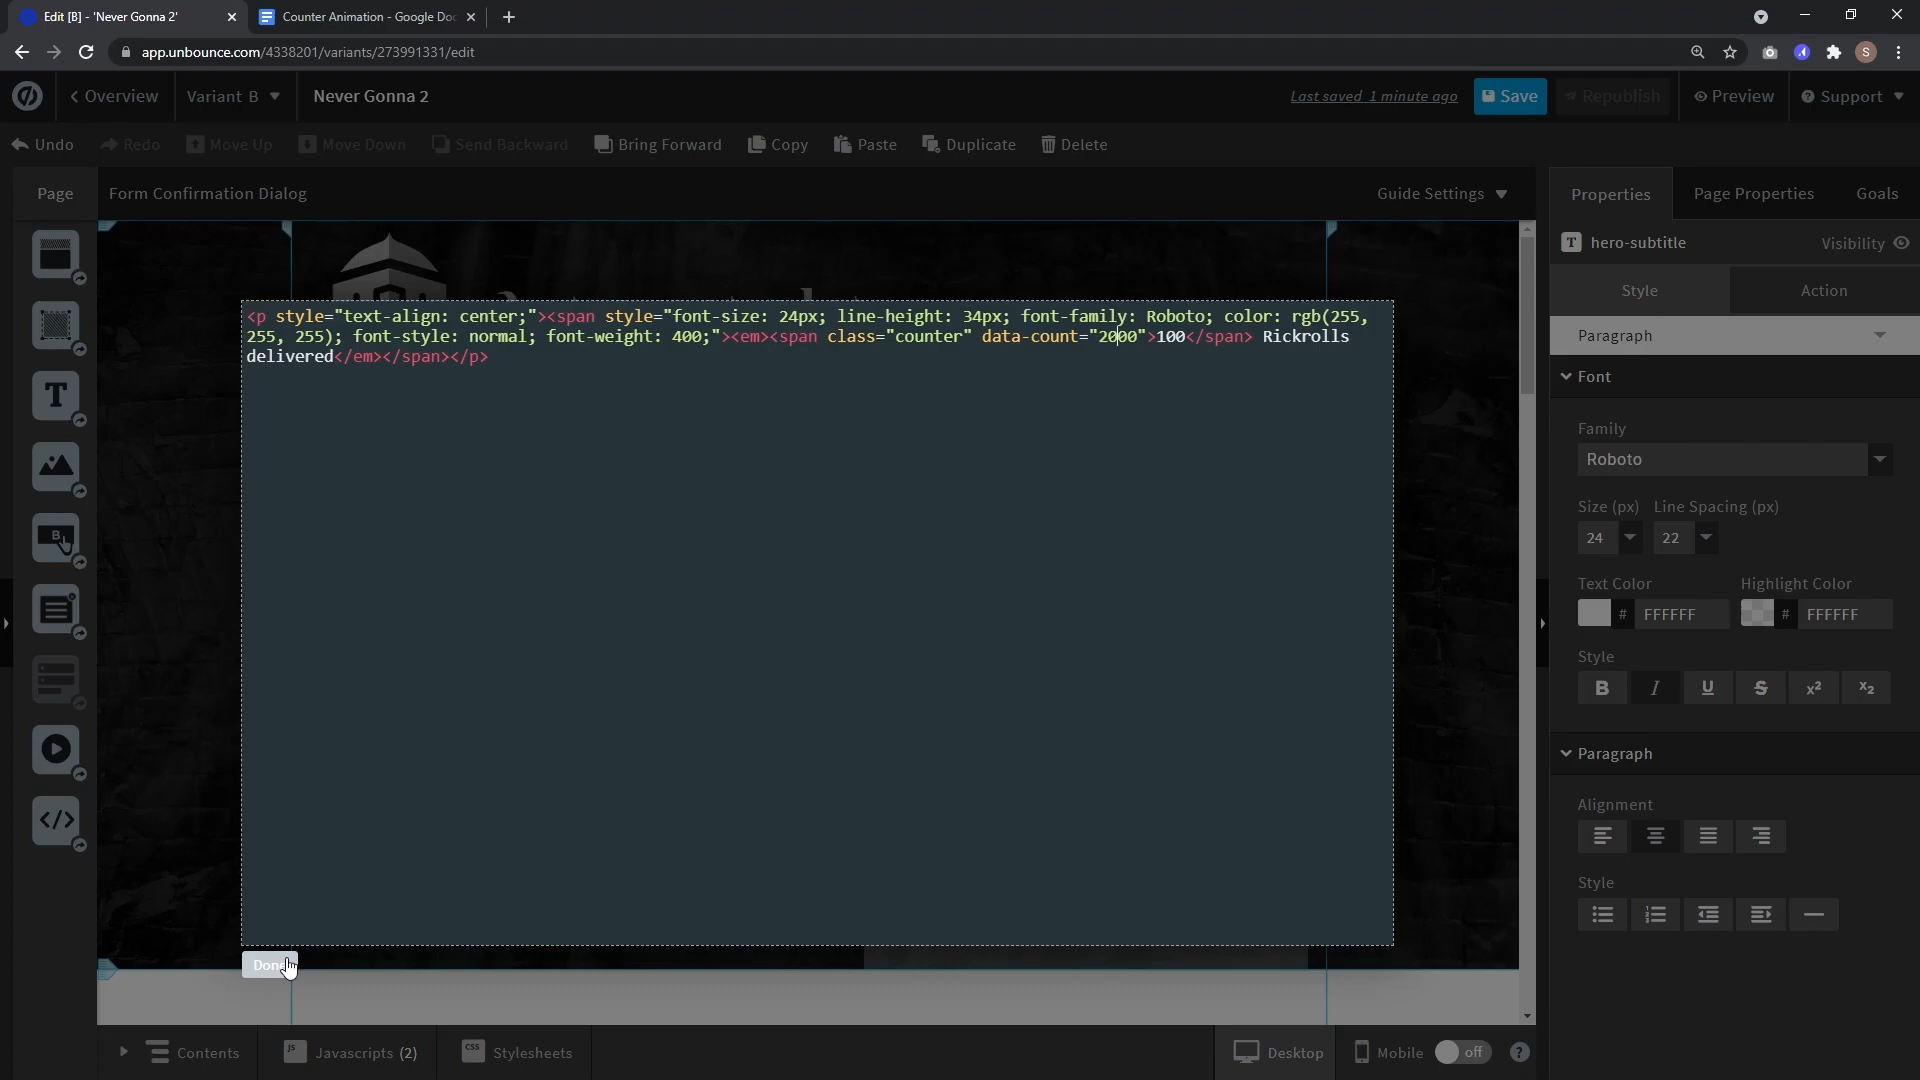 Edit [B] - 'Never Gonna 2'
Counter Animation - Google Doc
app.unbounce.com/4338201/variants/273991331/edit
S
Overview
Variant B
Never Gonna 2
Last saved 1 minute ago
Save
Republish
Preview
Support
Undo
Redo
Move Up
Move Down
Send Backward
Bring Forward
Copy
Paste
Duplicate
Delete
Page
Form Confirmation Dialog
Guide Settings
Properties
Page Properties
Goals
T hero-subtitle
Visibility
Style
Action
<p style="text-align: center;"><span style="font-size: 24px; line-height: 34px; font-family: Roboto; color: rgb(255,
255, 255); font-style: normal; font-weight: 400;"><em><span class="counter" data-count="2000">100</span> Rickrolls
delivered</em></span></p>
Paragraph
Font
Family
Roboto
Size (px)
Line Spacing (px)
24
22
Text Color
Highlight Color
# FFFFFF
# FFFFFF
Style
B I U S x² x₂
Paragraph
Alignment
Style
T
B
</>
Done
Contents
JS Javascripts (2)
CSS Stylesheets
Desktop
Mobile
off
?